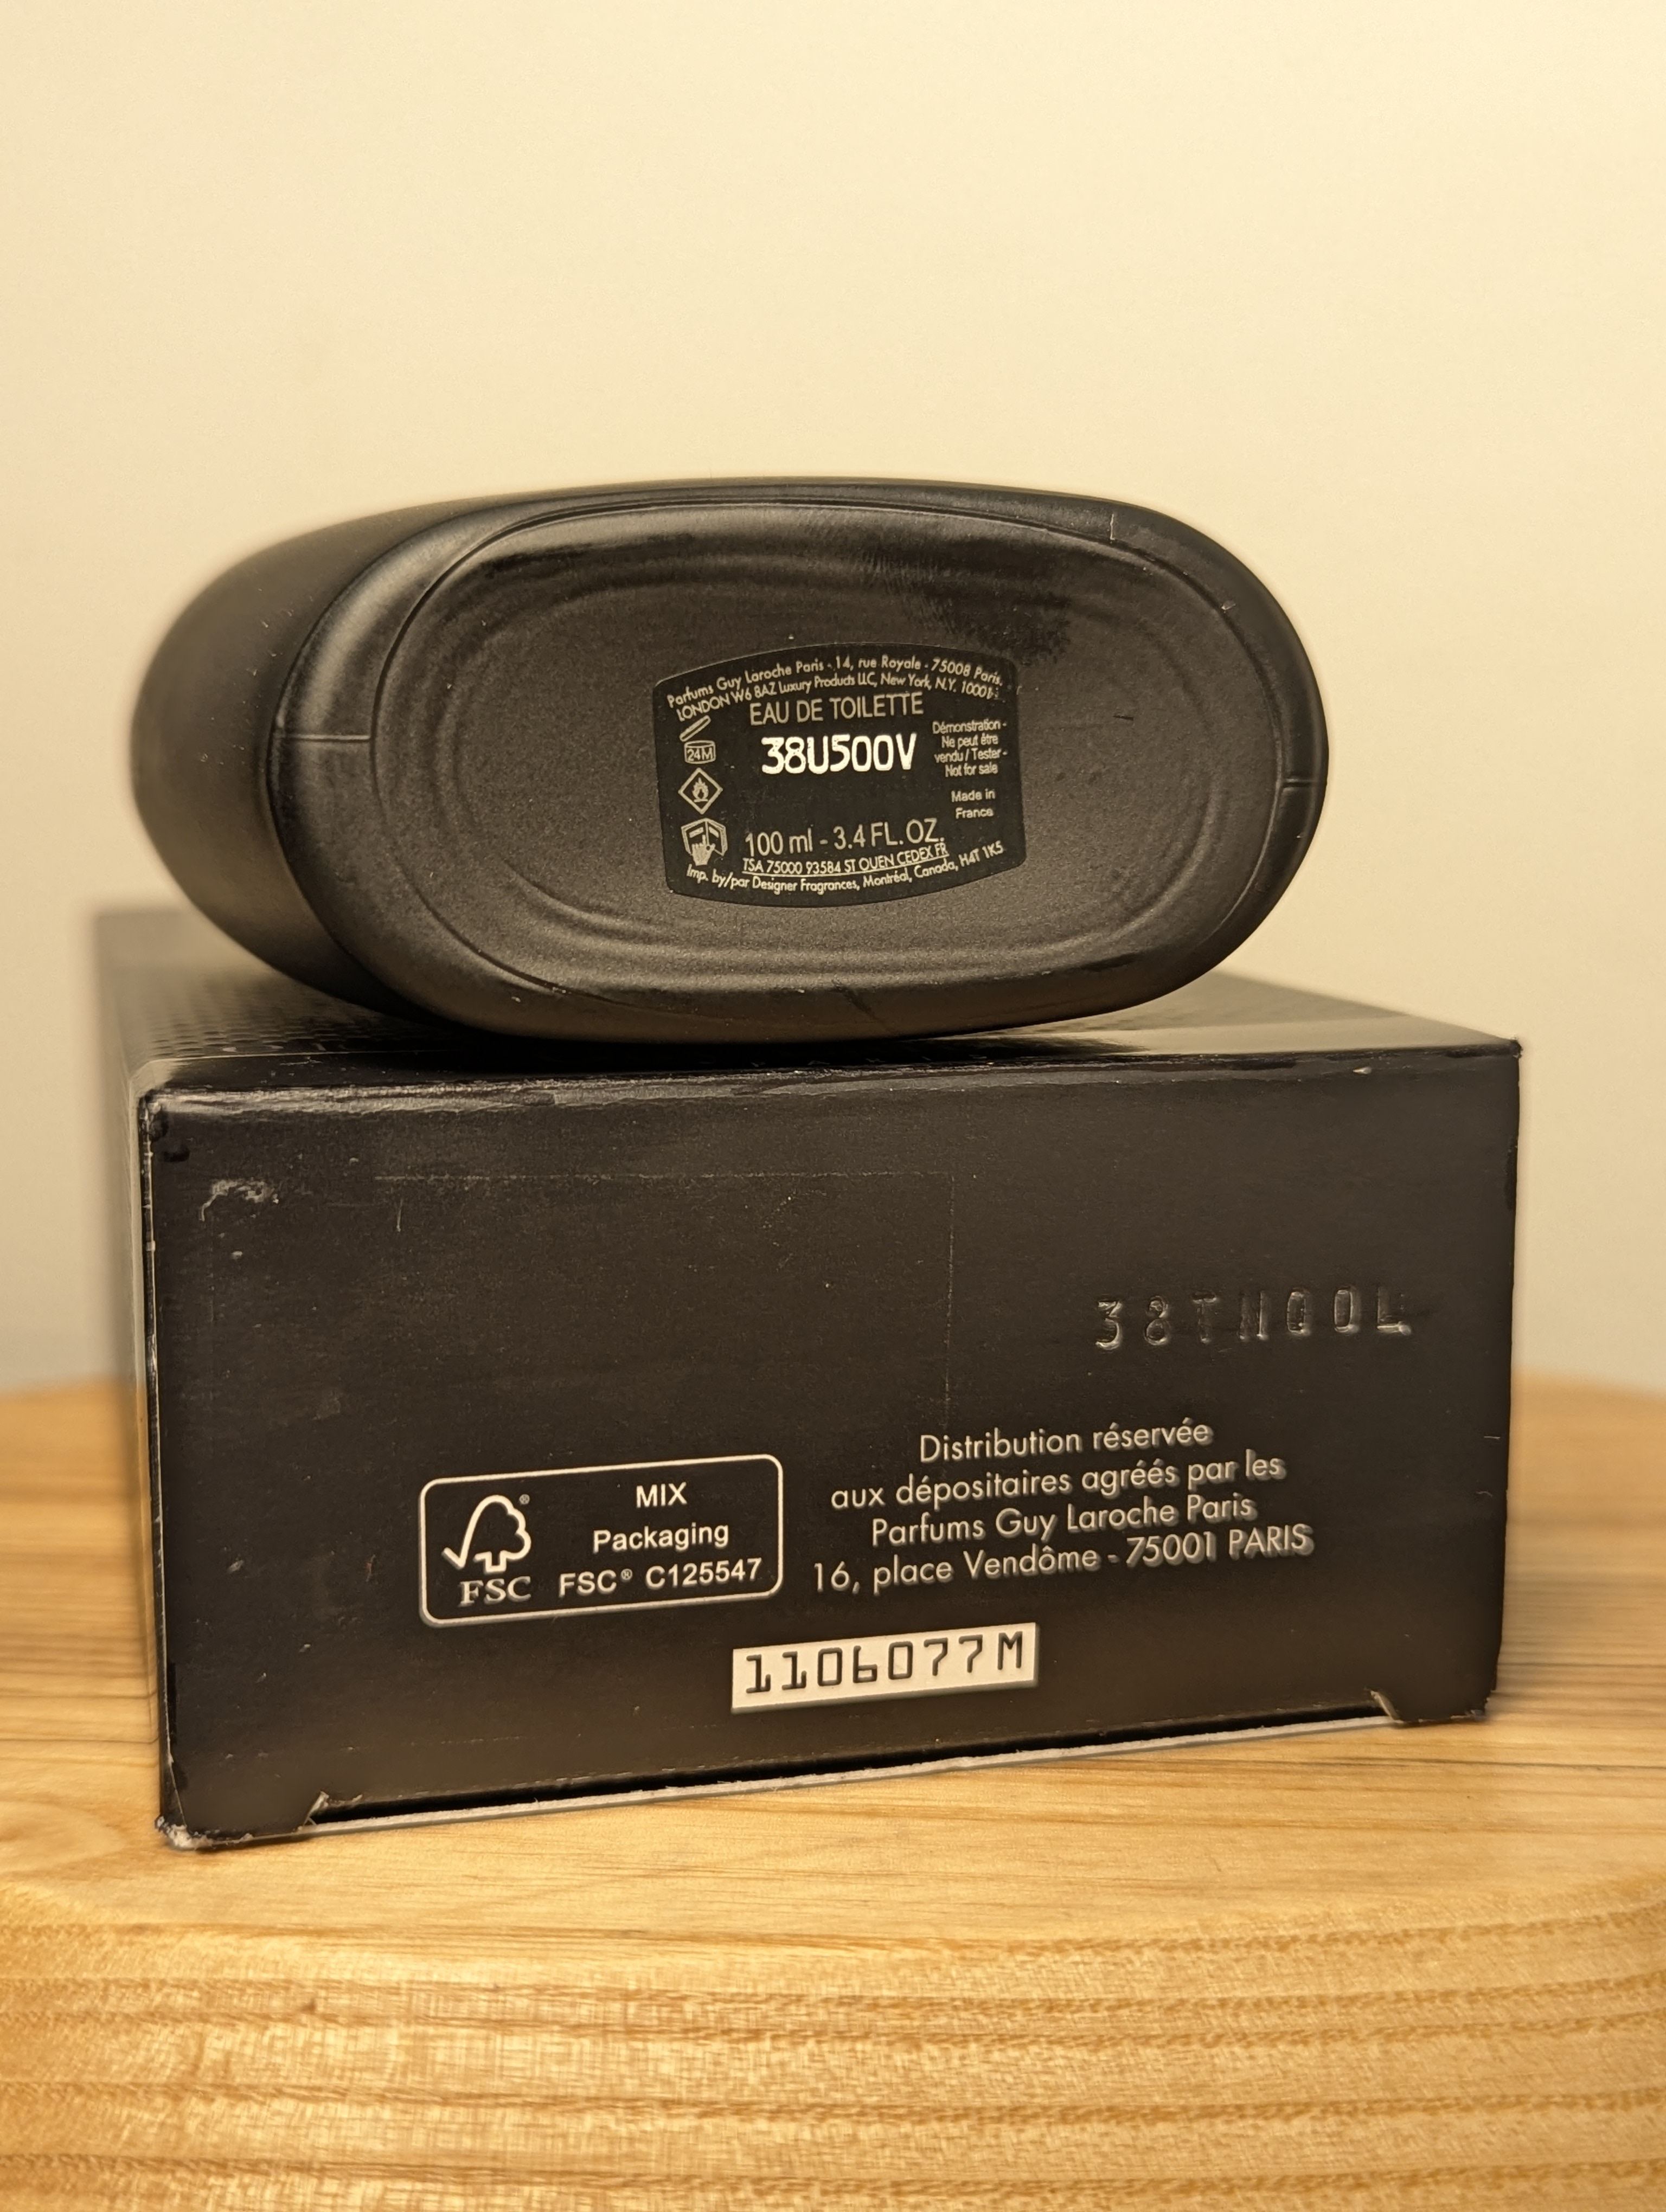 Parfums Guy Laroche Paris - 14, rue Royale - 75008 Paris.
LONDON W6 8AZ Luxury Products LLC, New York, N.Y. 10001
EAU DE TOILETTE
38U500V
Démonstration -
Ne peut être
vendu / Tester -
Not for sale
24M
Made in
France
100 ml - 3.4 FL.OZ.
TSA 75000 93584 ST OUEN CEDEX FR
Imp. by/par Designer Fragrances, Montréal, Canada, H4T 1K5
Distribution réservée
aux dépositaires agréés par les
Parfums Guy Laroche Paris
16, place Vendôme - 75001 PARIS
MIX
Packaging
FSC® C125547
FSC
1106077M